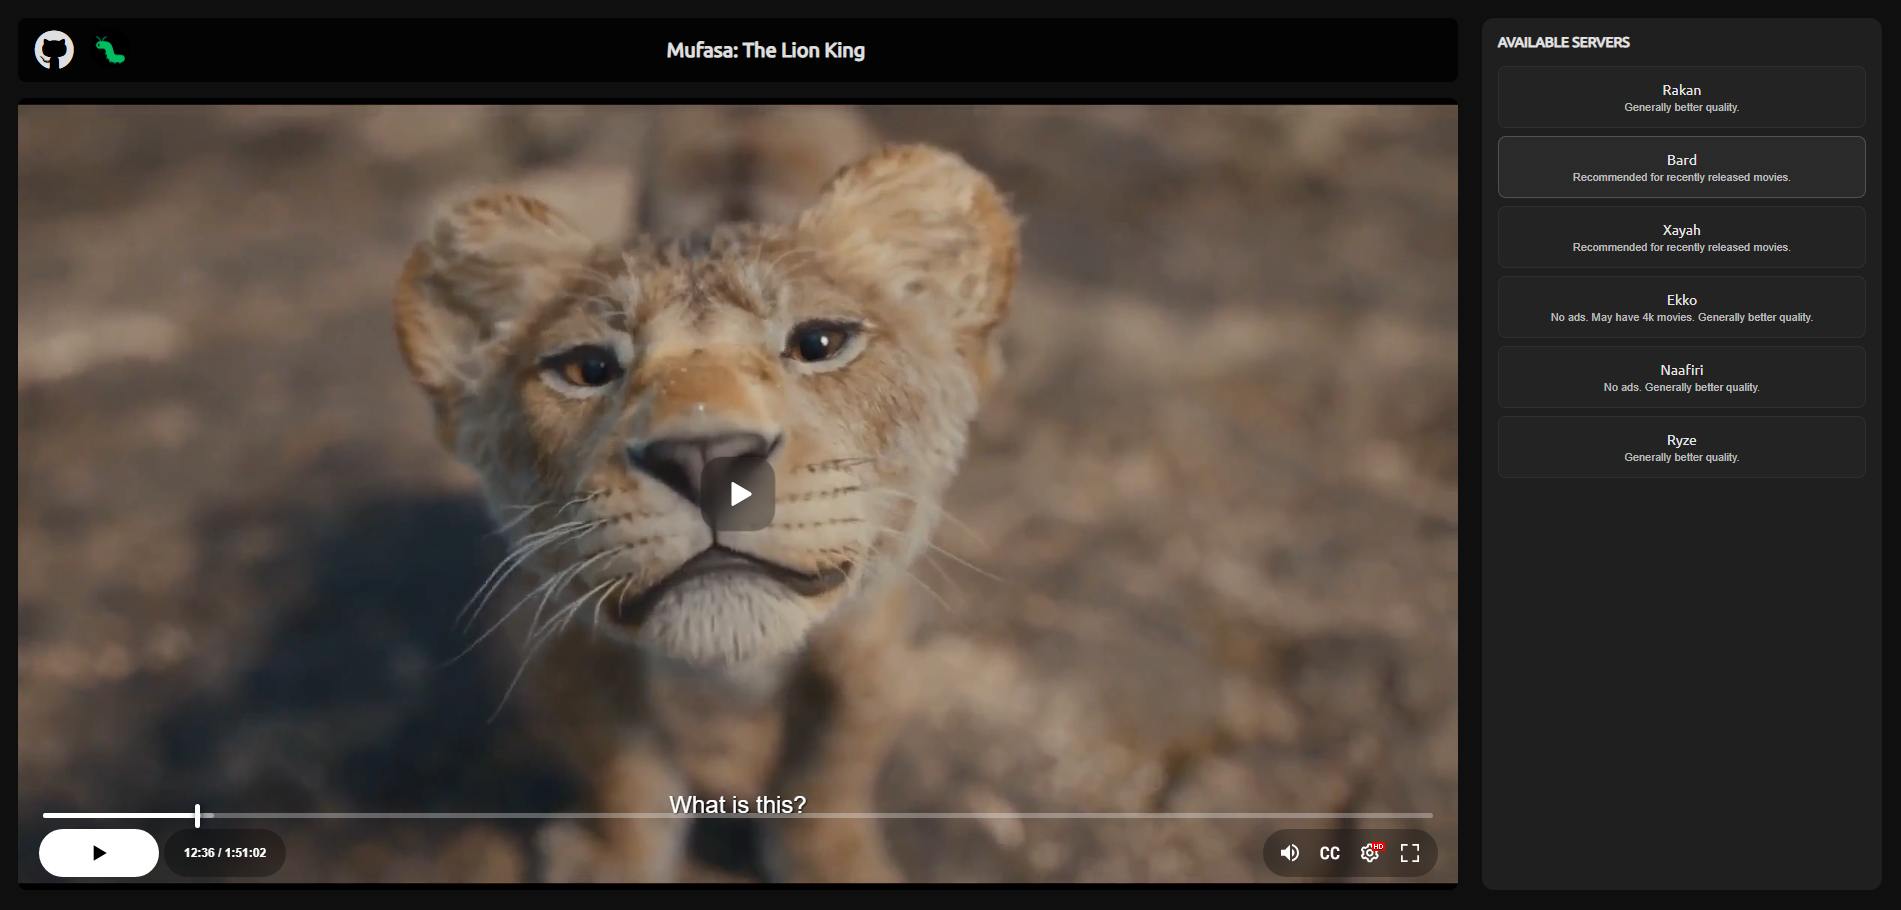 Mufasa: The Lion King
What is this?
12:36 / 1:51:02
CC
HD
AVAILABLE SERVERS
Rakan
Generally better quality.
Bard
Recommended for recently released movies.
Xayah
Recommended for recently released movies.
Ekko
No ads. May have 4k movies. Generally better quality.
Naafiri
No ads. Generally better quality.
Ryze
Generally better quality.